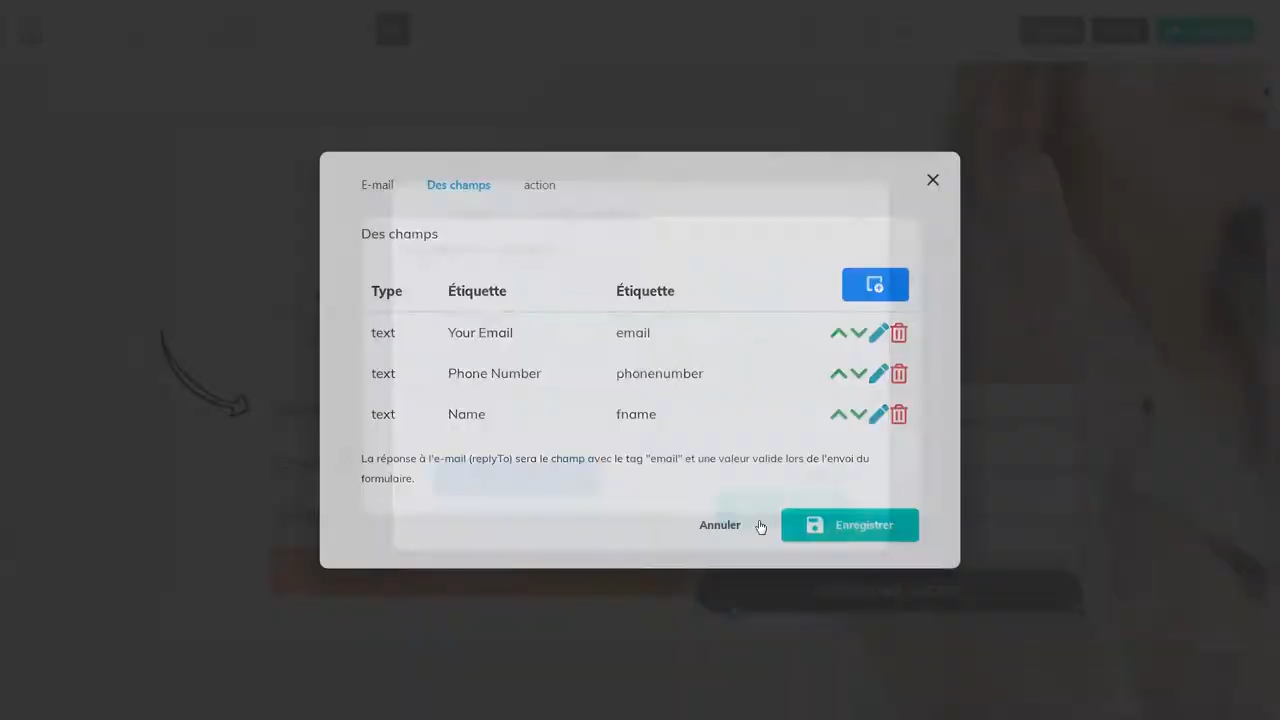 E-mail Des champs action
Des champs
Type Étiquette Étiquette
text Your Email email
text Phone Number phonenumber
text Name fname
La réponse à l'e-mail (replyTo) sera le champ avec le tag "email" et une valeur valide lors de l'envoi du
formulaire.
Annuler Enregistrer